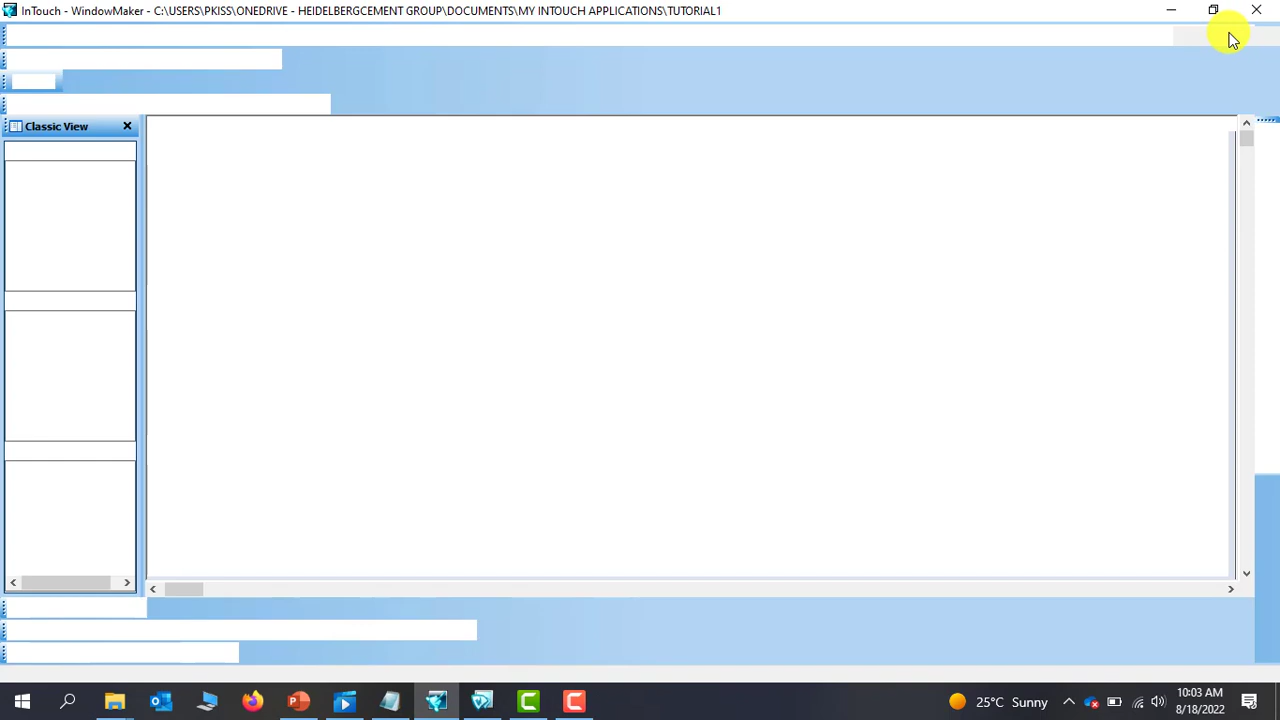 InTouch - WindowMaker - C:\USERS\PKISS\ONEDRIVE - HEIDELBERGCEMENT GROUP\DOCUMENTS\MY INTOUCH APPLICATIONS\TUTORIAL1
Classic View
25°C Sunny
10:03 AM
8/18/2022